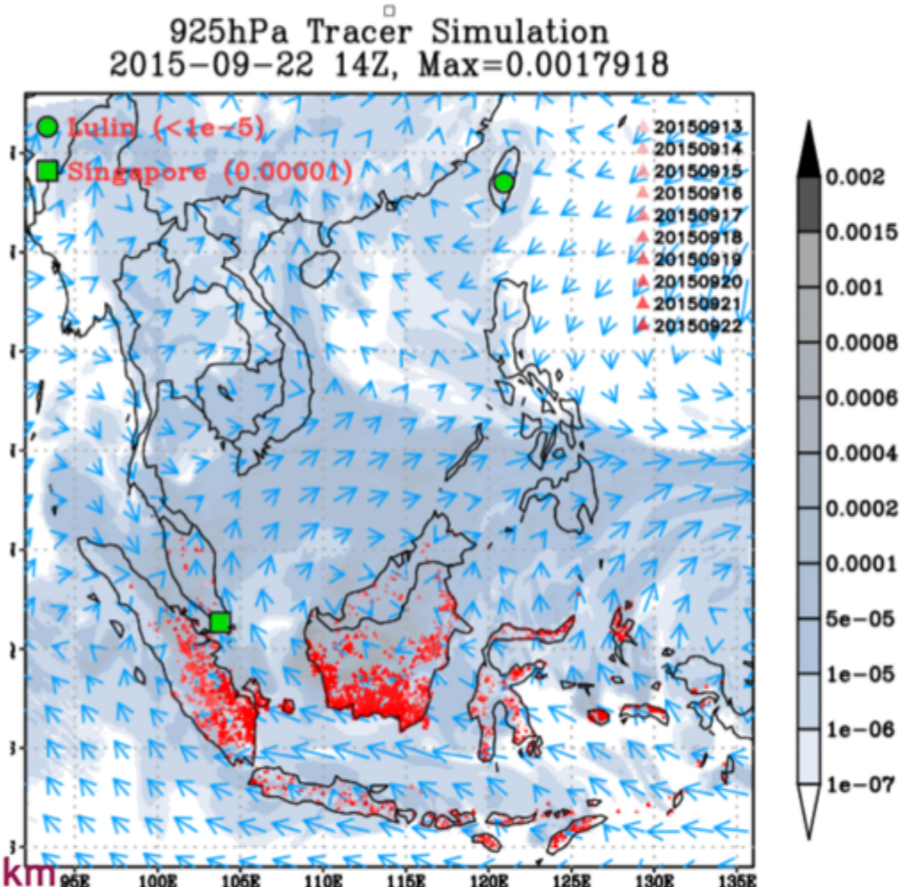 925hPa Tracer Simulation
2015-09-22 14Z, Max=0.0017918
Lulin (<1e-5)
Singapore (0.00001)
20150913
20150914
20150915
20150916
20150917
20150918
20150919
20150920
20150921
20150922
0.002
0.0015
0.001
0.0008
0.0006
0.0004
0.0002
0.0001
5e-05
1e-05
1e-06
1e-07
km
95E 100E 105E 110E 115E 120E 125E 130E 135E